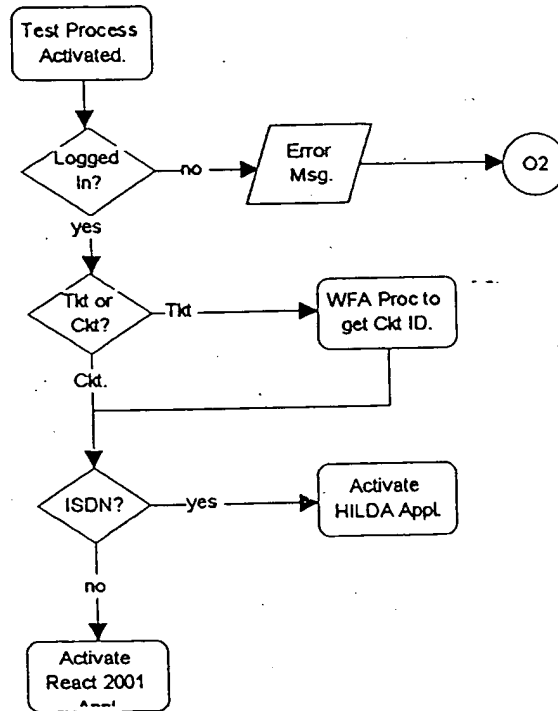 Test Process
Activated.
Logged
In?
no
Error
Msg.
O2
yes
Tkt or
Ckt?
Tkt
WFA Proc to
get Ckt ID.
Ckt.
ISDN?
yes
Activate
HILDA Appl.
no
Activate
React 2001
Appl